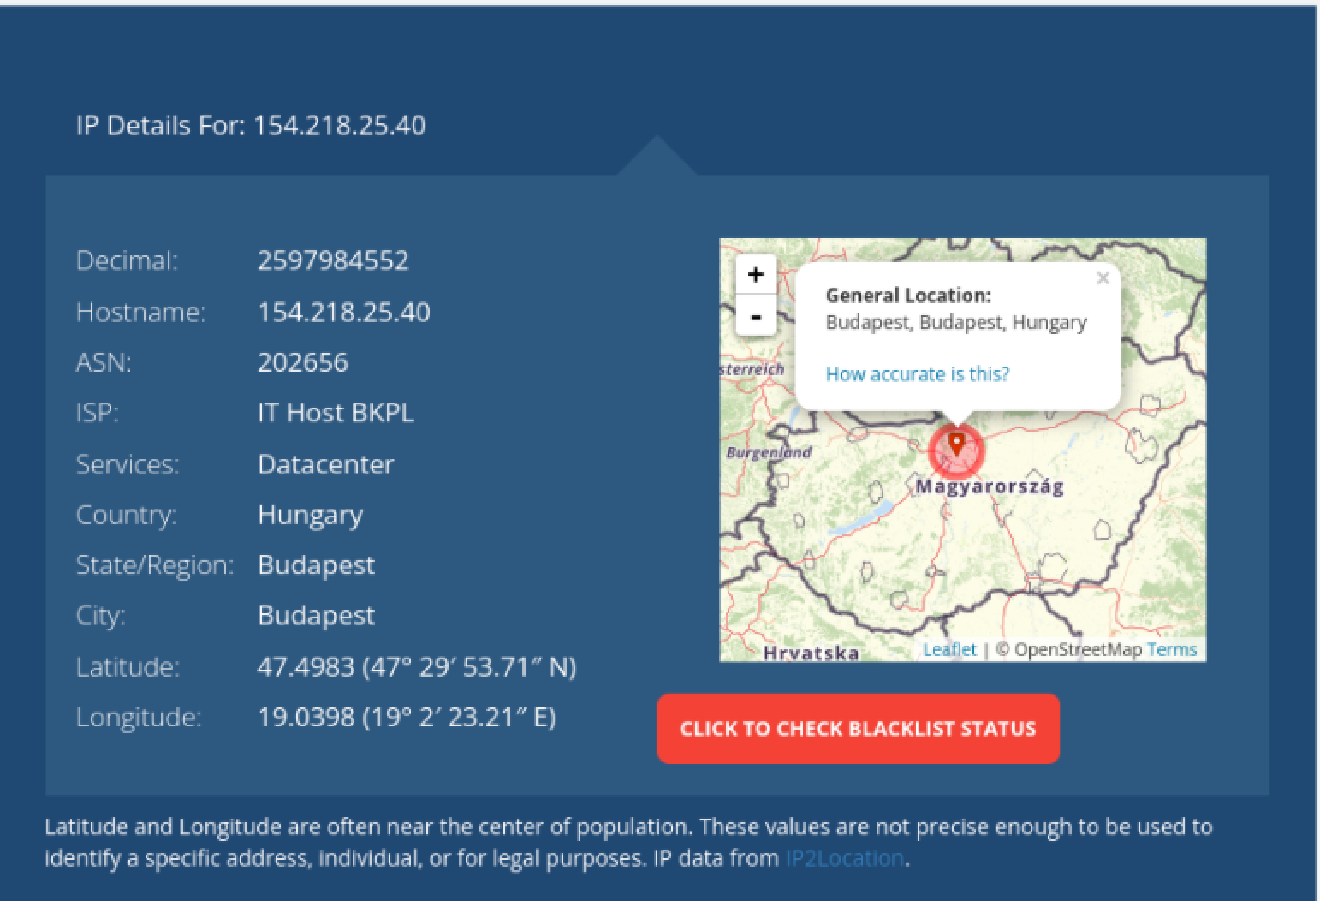 IP Details For: 154.218.25.40
Decimal: 2597984552
Hostname: 154.218.25.40
ASN: 202656
ISP: IT Host BKPL
Services: Datacenter
Country: Hungary
State/Region: Budapest
City: Budapest
Latitude: 47.4983 (47° 29′ 53.71″ N)
Longitude: 19.0398 (19° 2′ 23.21″ E)
+
-
General Location:
×
Budapest, Budapest, Hungary
How accurate is this?
sterreich
Burgenland
Magyarország
Hrvatska
Leaflet | © OpenStreetMap Terms
CLICK TO CHECK BLACKLIST STATUS
Latitude and Longitude are often near the center of population. These values are not precise enough to be used to
identify a specific address, individual, or for legal purposes. IP data from IP2Location.